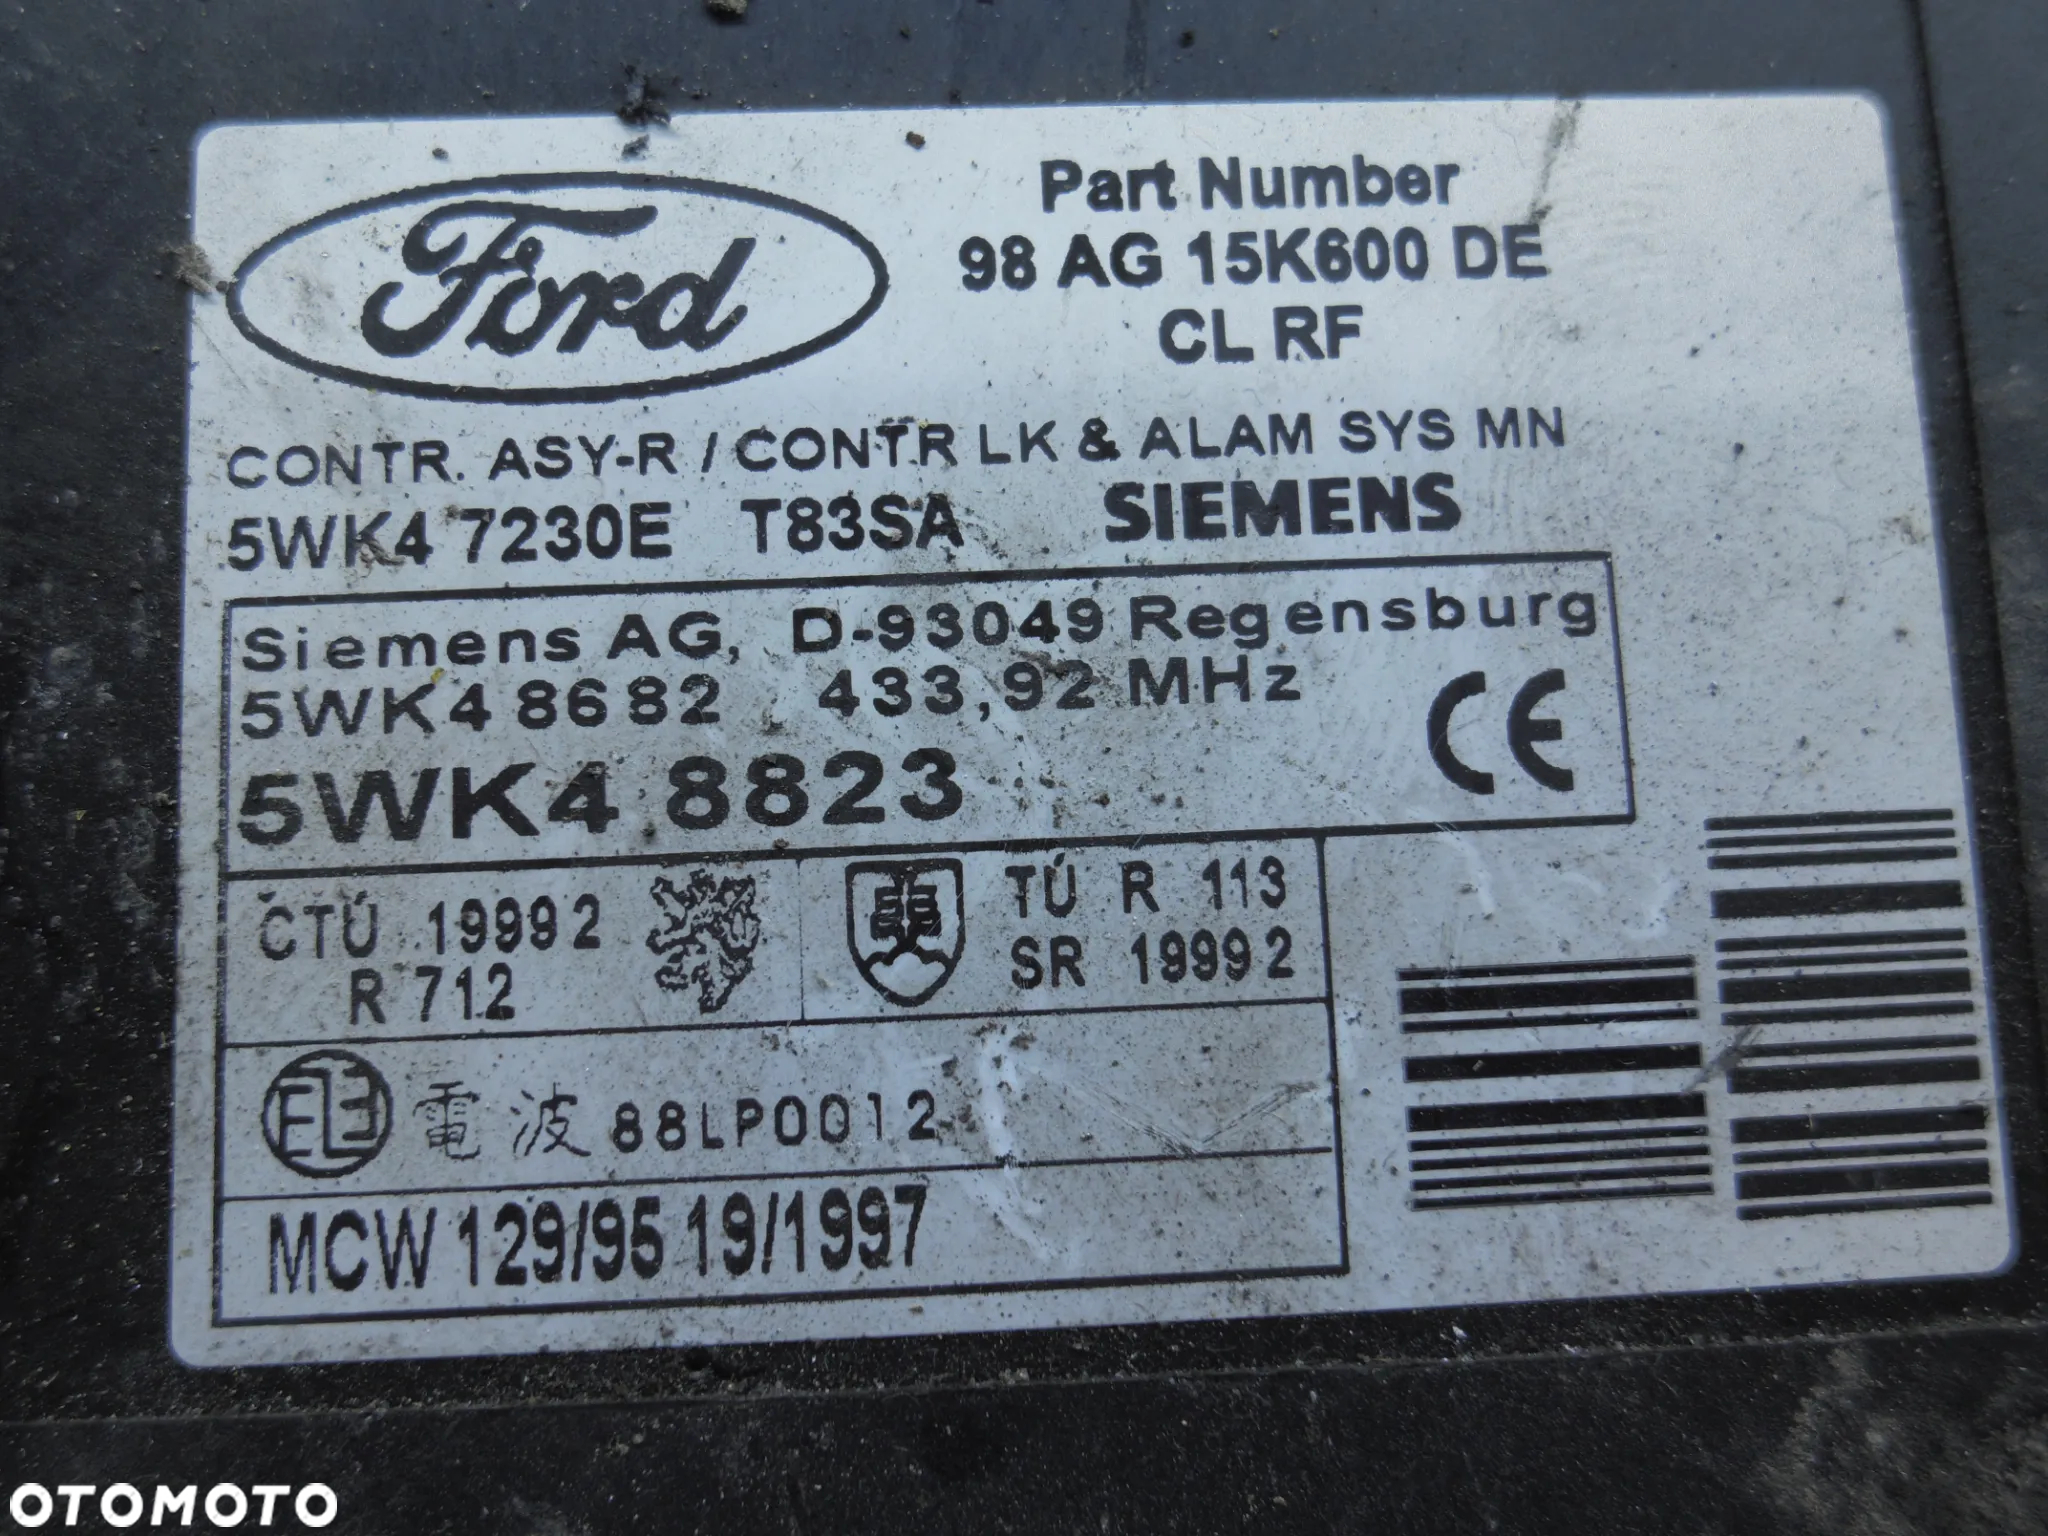 Ford
Part Number
98 AG 15K600 DE
CL RF
CONTR. ASY-R / CONTR LK & ALAM SYS MN
5WK4 7230E T83SA SIEMENS
Siemens AG, D-93049 Regensburg
5WK4 8682 433,92 MHz
5WK4 8823
CE
ČTÚ 19992
R 712
TÚ R 113
SR 19992
電 波 88LP0012
MCW 129/95 19/1997
OTOMOTO